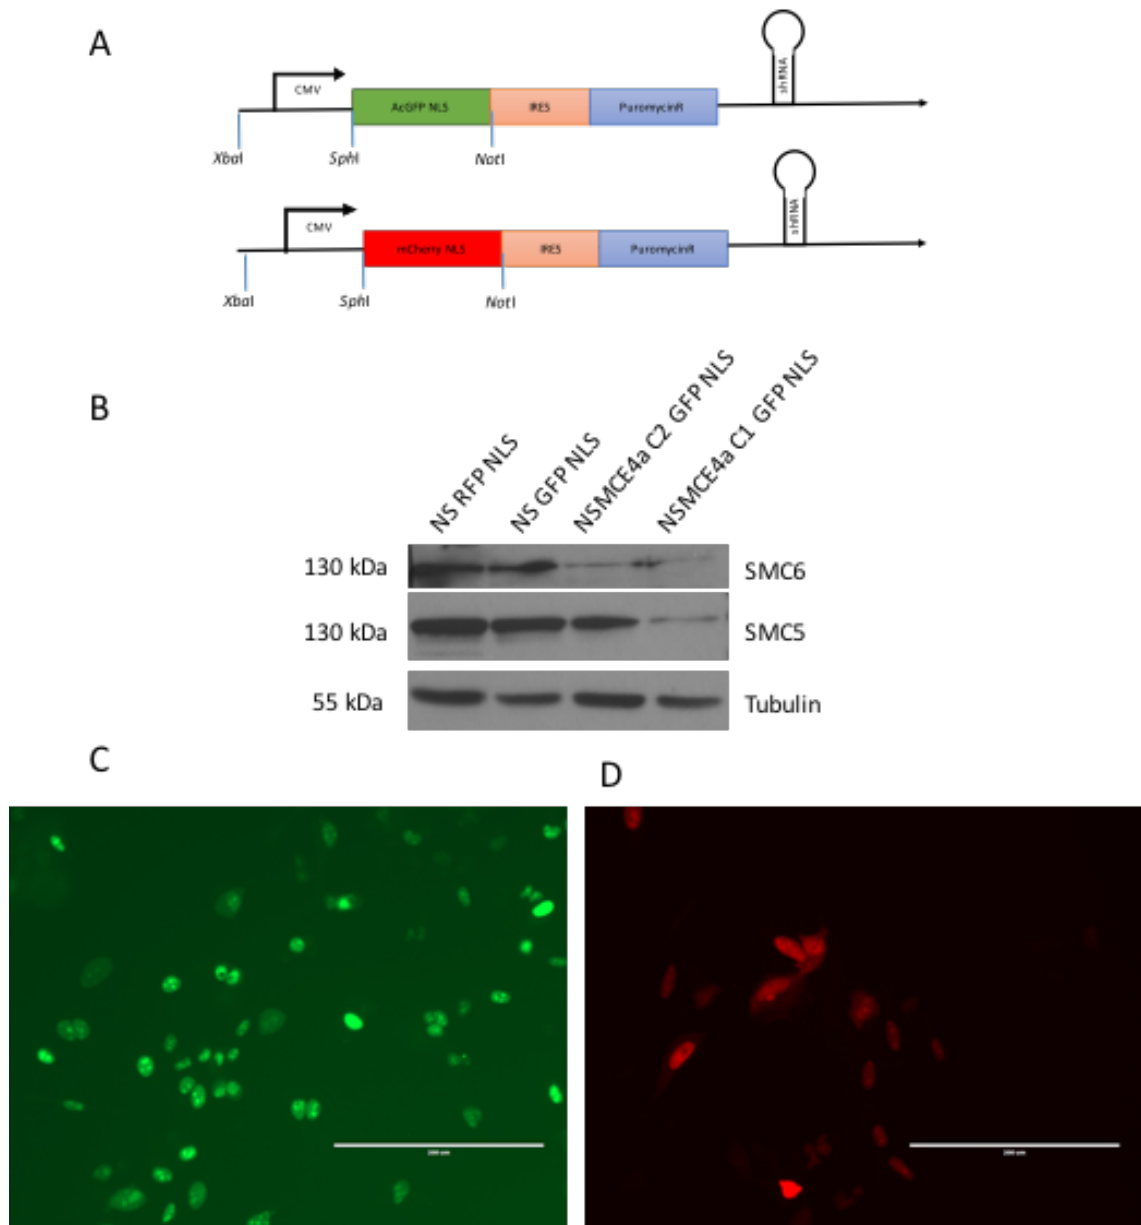 A
CMV
shRNA
AcGFP NLS
IRES
PuromycinR
XbaI
SphI
NotI
CMV
shRNA
mCherry NLS
IRES
PuromycinR
XbaI
SphI
NotI
B
NS RFP NLS
NS GFP NLS
NSMCE4a C2 GFP NLS
NSMCE4a C1 GFP NLS
130 kDa
SMC6
130 kDa
SMC5
55 kDa
Tubulin
C
D